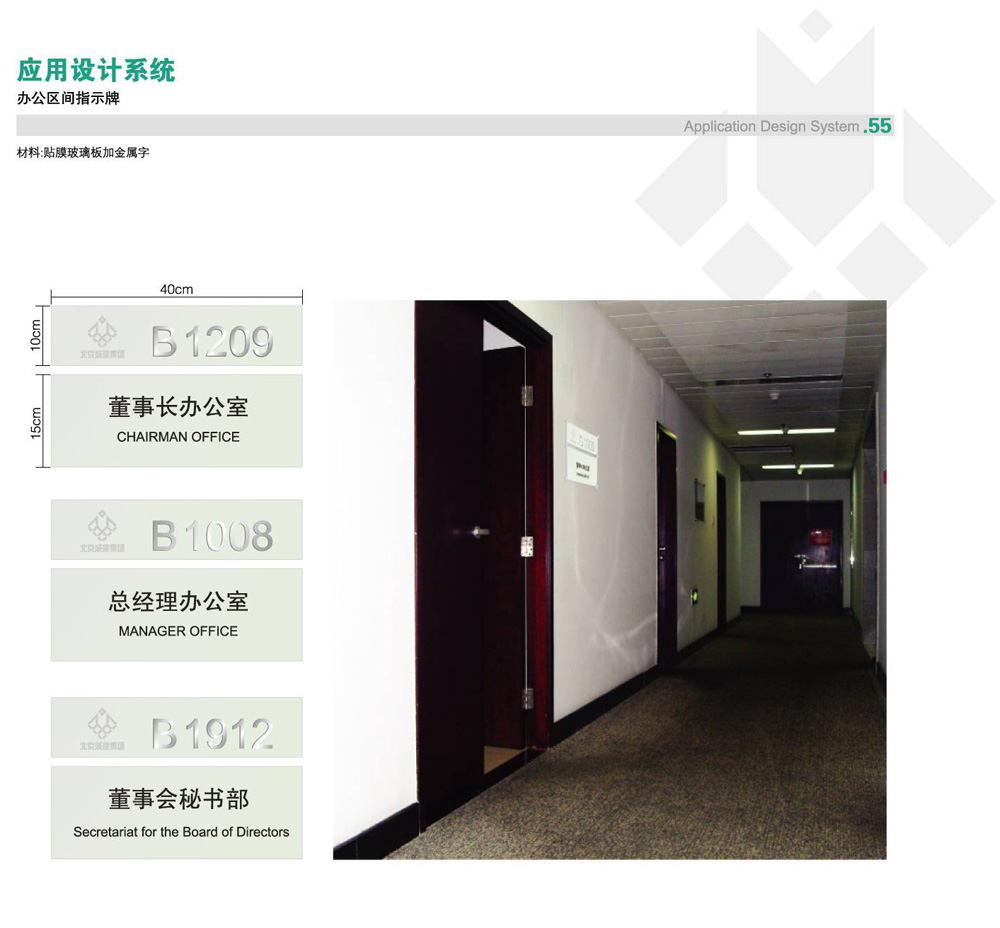 应用设计系统
办公区间指示牌
Application Design System .55
材料:贴膜玻璃板加金属字
40cm
10cm
北京城建集团
B1209
15cm
董事长办公室
CHAIRMAN OFFICE
北京城建集团
B1008
总经理办公室
MANAGER OFFICE
北京城建集团
B1912
董事会秘书部
Secretariat for the Board of Directors